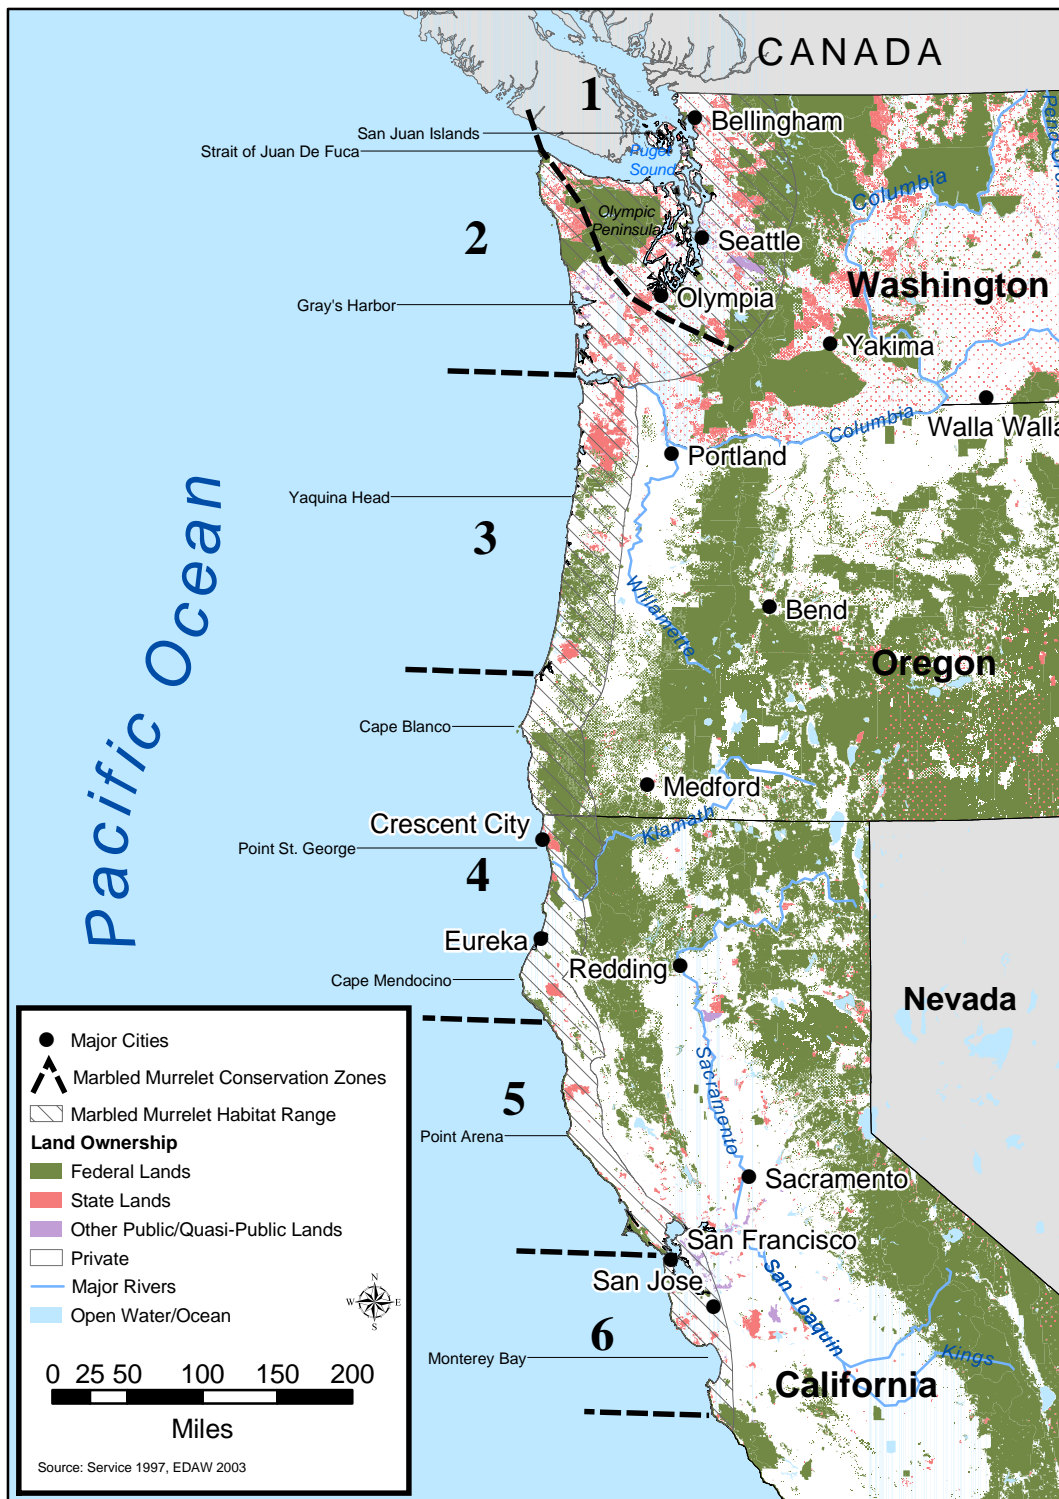 CANADA
1
San Juan Islands
Bellingham
Strait of Juan De Fuca
Puget
Sound
Columbia
Olympic
Peninsula
2
Seattle
Washington
Gray's Harbor
Olympia
Yakima
Columbia
Walla Walla
Portland
Pacific Ocean
Yaquina Head
3
Willamette
Bend
Oregon
Cape Blanco
Medford
Klamath
Crescent City
Point St. George
4
Eureka
Redding
Cape Mendocino
Nevada
Sacramento
5
Point Arena
Sacramento
San Francisco
San Jose
San Joaquin
6
Monterey Bay
Kings
California
Major Cities
Marbled Murrelet Conservation Zones
Marbled Murrelet Habitat Range
Land Ownership
Federal Lands
State Lands
Other Public/Quasi-Public Lands
Private
Major Rivers
Open Water/Ocean
N
W E
S
0 25 50 100 150 200
Miles
Source: Service 1997, EDAW 2003